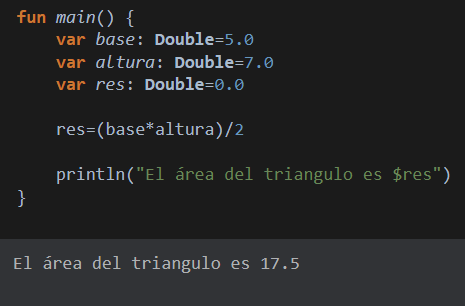 fun main() {
    var base: Double=5.0
    var altura: Double=7.0
    var res: Double=0.0
    res=(base*altura)/2
    println("El área del triangulo es $res")
}
El área del triangulo es 17.5